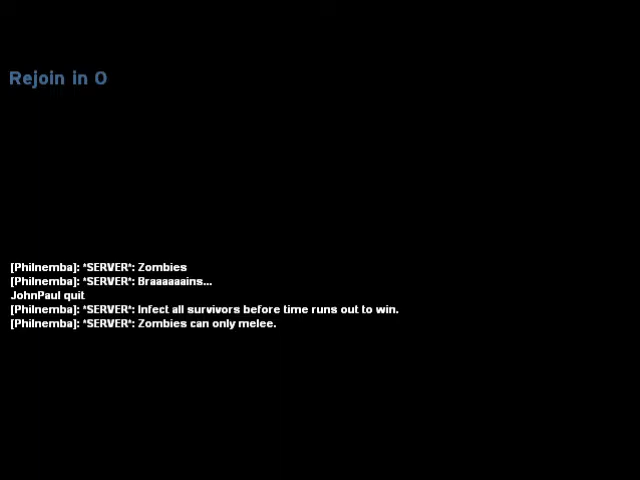 Rejoin in 0
[Philnemba]: *SERVER*: Zombies
[Philnemba]: *SERVER*: Braaaaaains...
JohnPaul quit
[Philnemba]: *SERVER*: Infect all survivors before time runs out to win.
[Philnemba]: *SERVER*: Zombies can only melee.